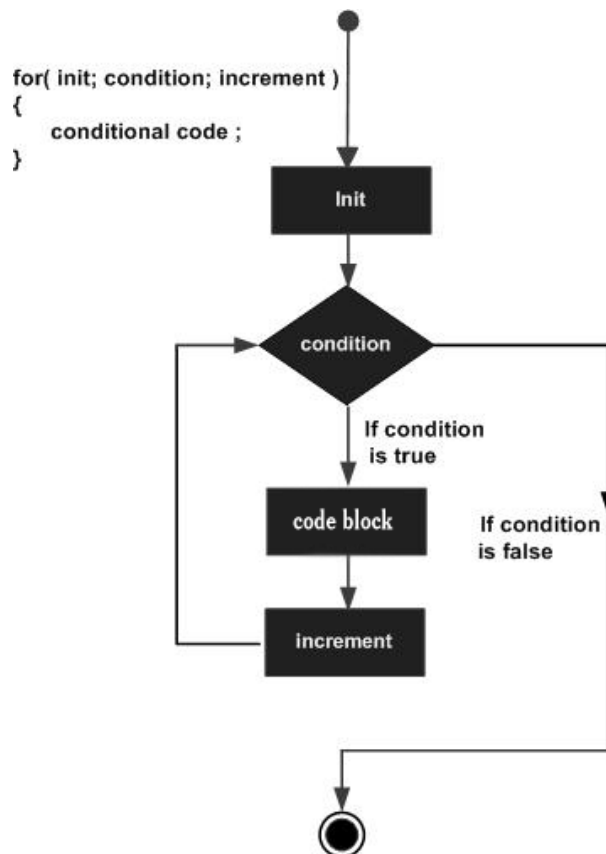 for( init; condition; increment )
{
conditional code ;
}
Init
condition
If condition
is true
code block
If condition
is false
increment